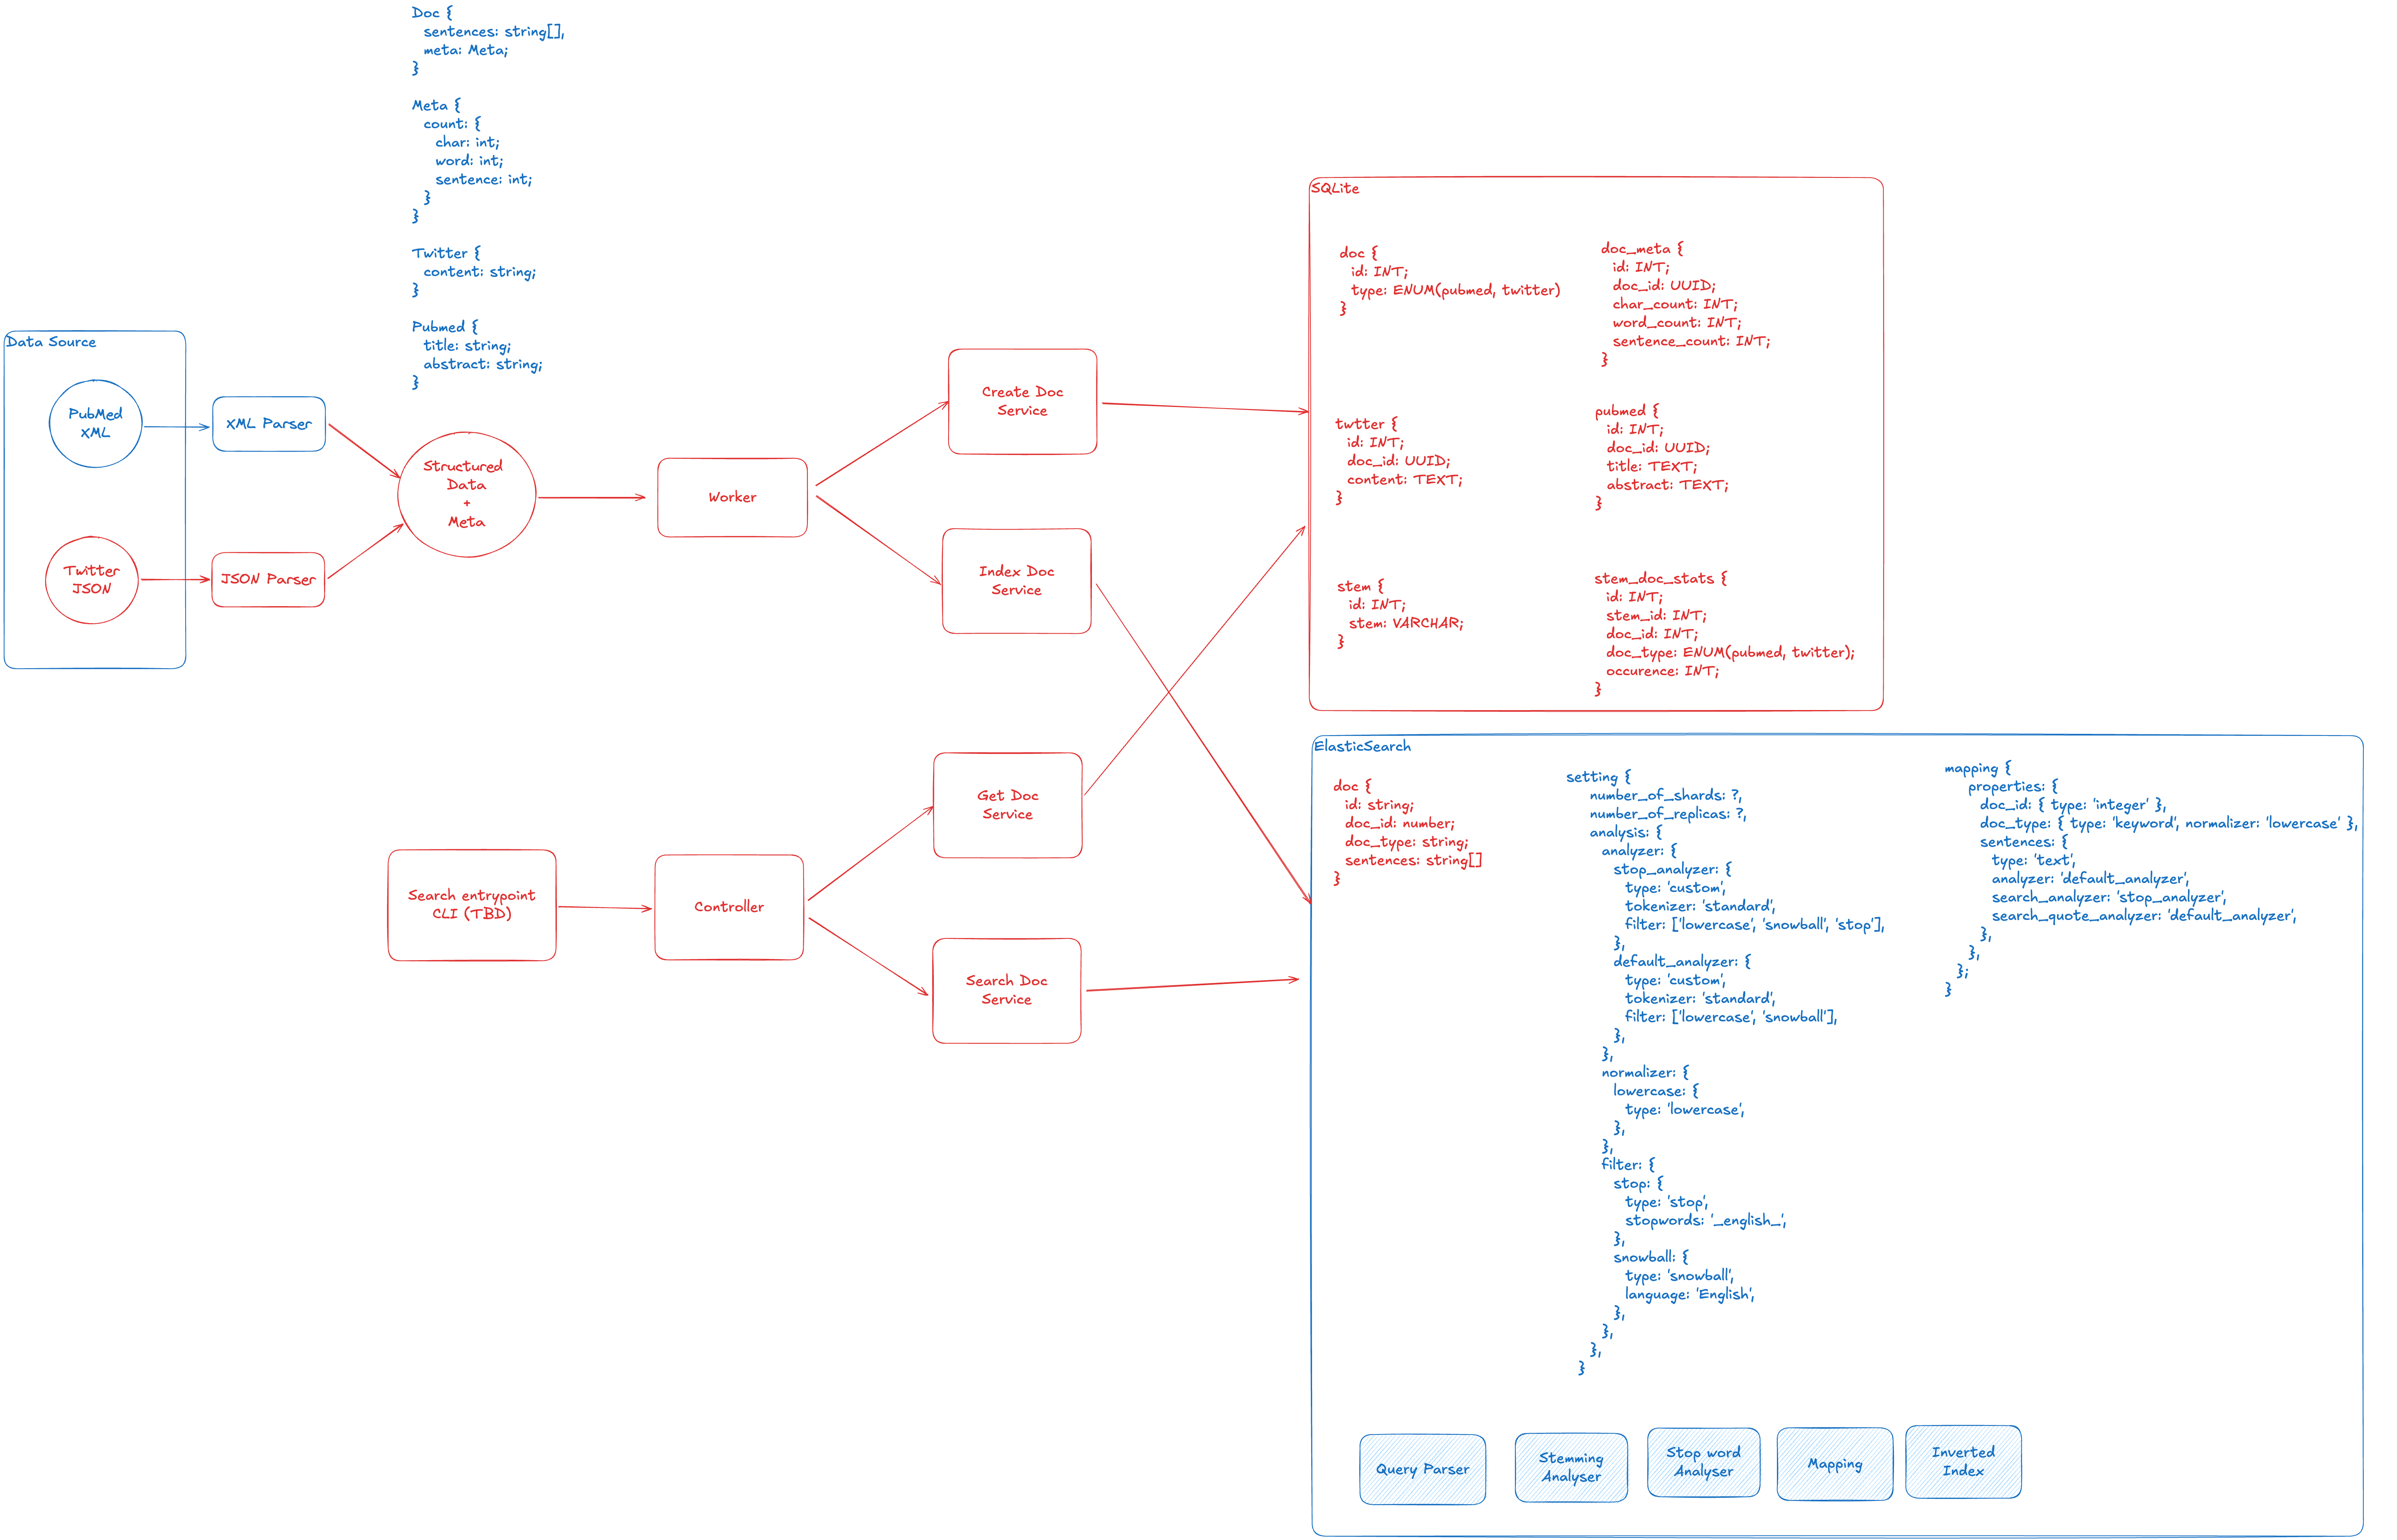 Doc {
sentences: string[],
meta: Meta;
}
Meta {
count: {
char: int;
word: int;
sentence: int;
}
}
Twitter {
content: string;
}
Pubmed {
title: string;
abstract: string;
}
Data Source
PubMed
XML
XML Parser
Twitter
JSON
JSON Parser
Structured
Data
+
Meta
Worker
Create Doc
Service
Index Doc
Service
Search entrypoint
CLI (TBD)
Controller
Get Doc
Service
Search Doc
Service
SQLite
doc {
id: INT;
type: ENUM(pubmed, twitter)
}
doc_meta {
id: INT;
doc_id: UUID;
char_count: INT;
word_count: INT;
sentence_count: INT;
}
twtter {
id: INT;
doc_id: UUID;
content: TEXT;
}
pubmed {
id: INT;
doc_id: UUID;
title: TEXT;
abstract: TEXT;
}
stem {
id: INT;
stem: VARCHAR;
}
stem_doc_stats {
id: INT;
stem_id: INT;
doc_id: INT;
doc_type: ENUM(pubmed, twitter);
occurence: INT;
}
ElasticSearch
doc {
id: string;
doc_id: number;
doc_type: string;
sentences: string[]
}
setting {
number_of_shards: ?,
number_of_replicas: ?,
analysis: {
analyzer: {
stop_analyzer: {
type: 'custom',
tokenizer: 'standard',
filter: ['lowercase', 'snowball', 'stop'],
},
default_analyzer: {
type: 'custom',
tokenizer: 'standard',
filter: ['lowercase', 'snowball'],
},
},
normalizer: {
lowercase: {
type: 'lowercase',
},
},
filter: {
stop: {
type: 'stop',
stopwords: '_english_',
},
snowball: {
type: 'snowball',
language: 'English',
},
},
},
}
mapping {
properties: {
doc_id: { type: 'integer' },
doc_type: { type: 'keyword', normalizer: 'lowercase' },
sentences: {
type: 'text',
analyzer: 'default_analyzer',
search_analyzer: 'stop_analyzer',
search_quote_analyzer: 'default_analyzer',
},
},
};
}
Query Parser
Stemming
Analyser
Stop word
Analyser
Mapping
Inverted
Index